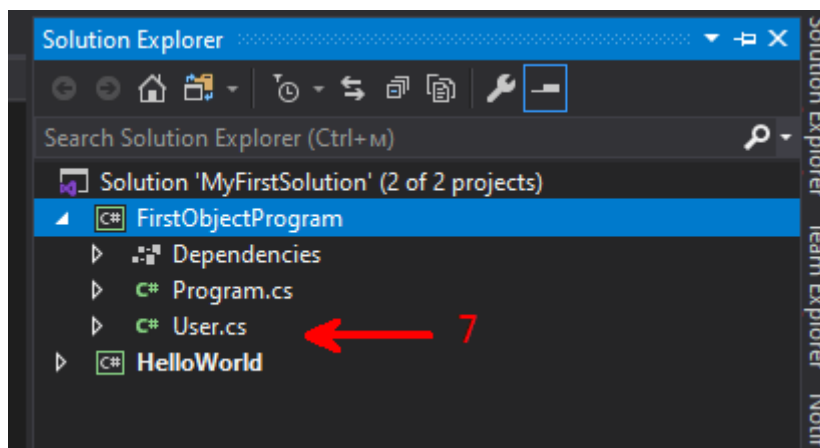 Solution Explorer
Search Solution Explorer (Ctrl+м)
Solution 'MyFirstSolution' (2 of 2 projects)
C# FirstObjectProgram
Dependencies
C# Program.cs
C# User.cs
7
C# HelloWorld
Solution Explorer
Team Explorer